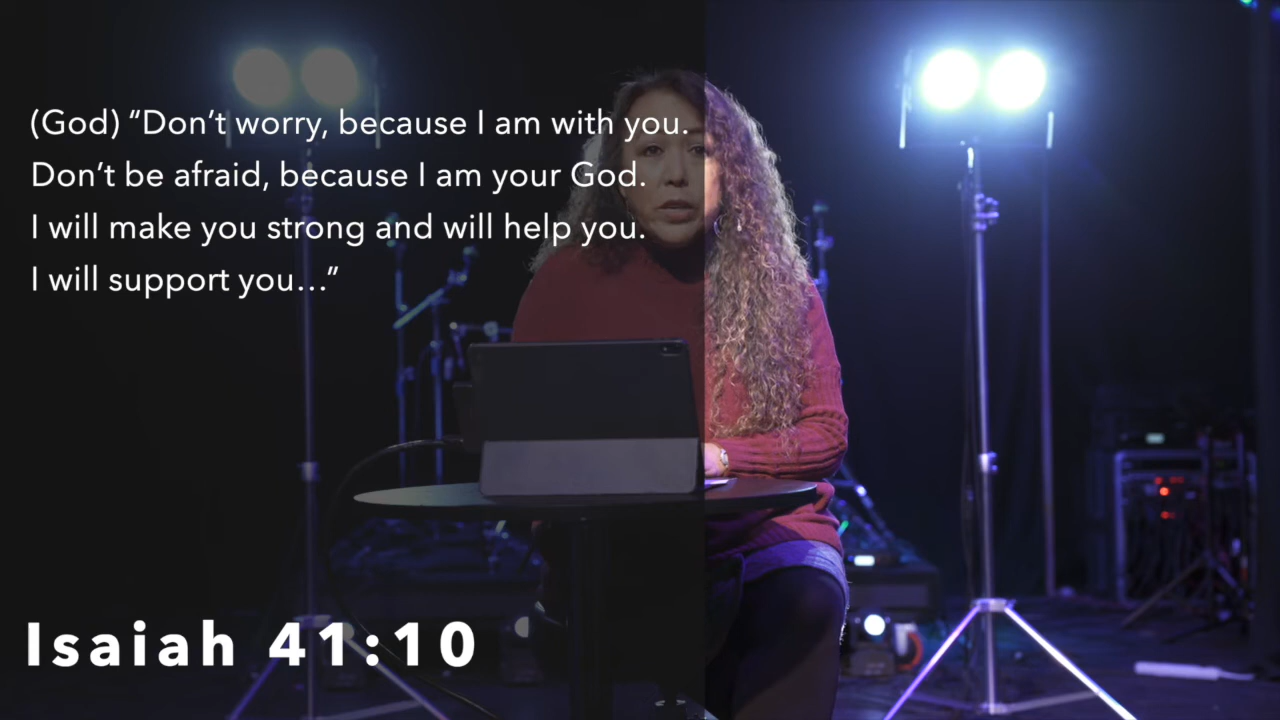 (God) “Don’t worry, because I am with you.
Don’t be afraid, because I am your God.
I will make you strong and will help you.
I will support you…”
Isaiah 41:10